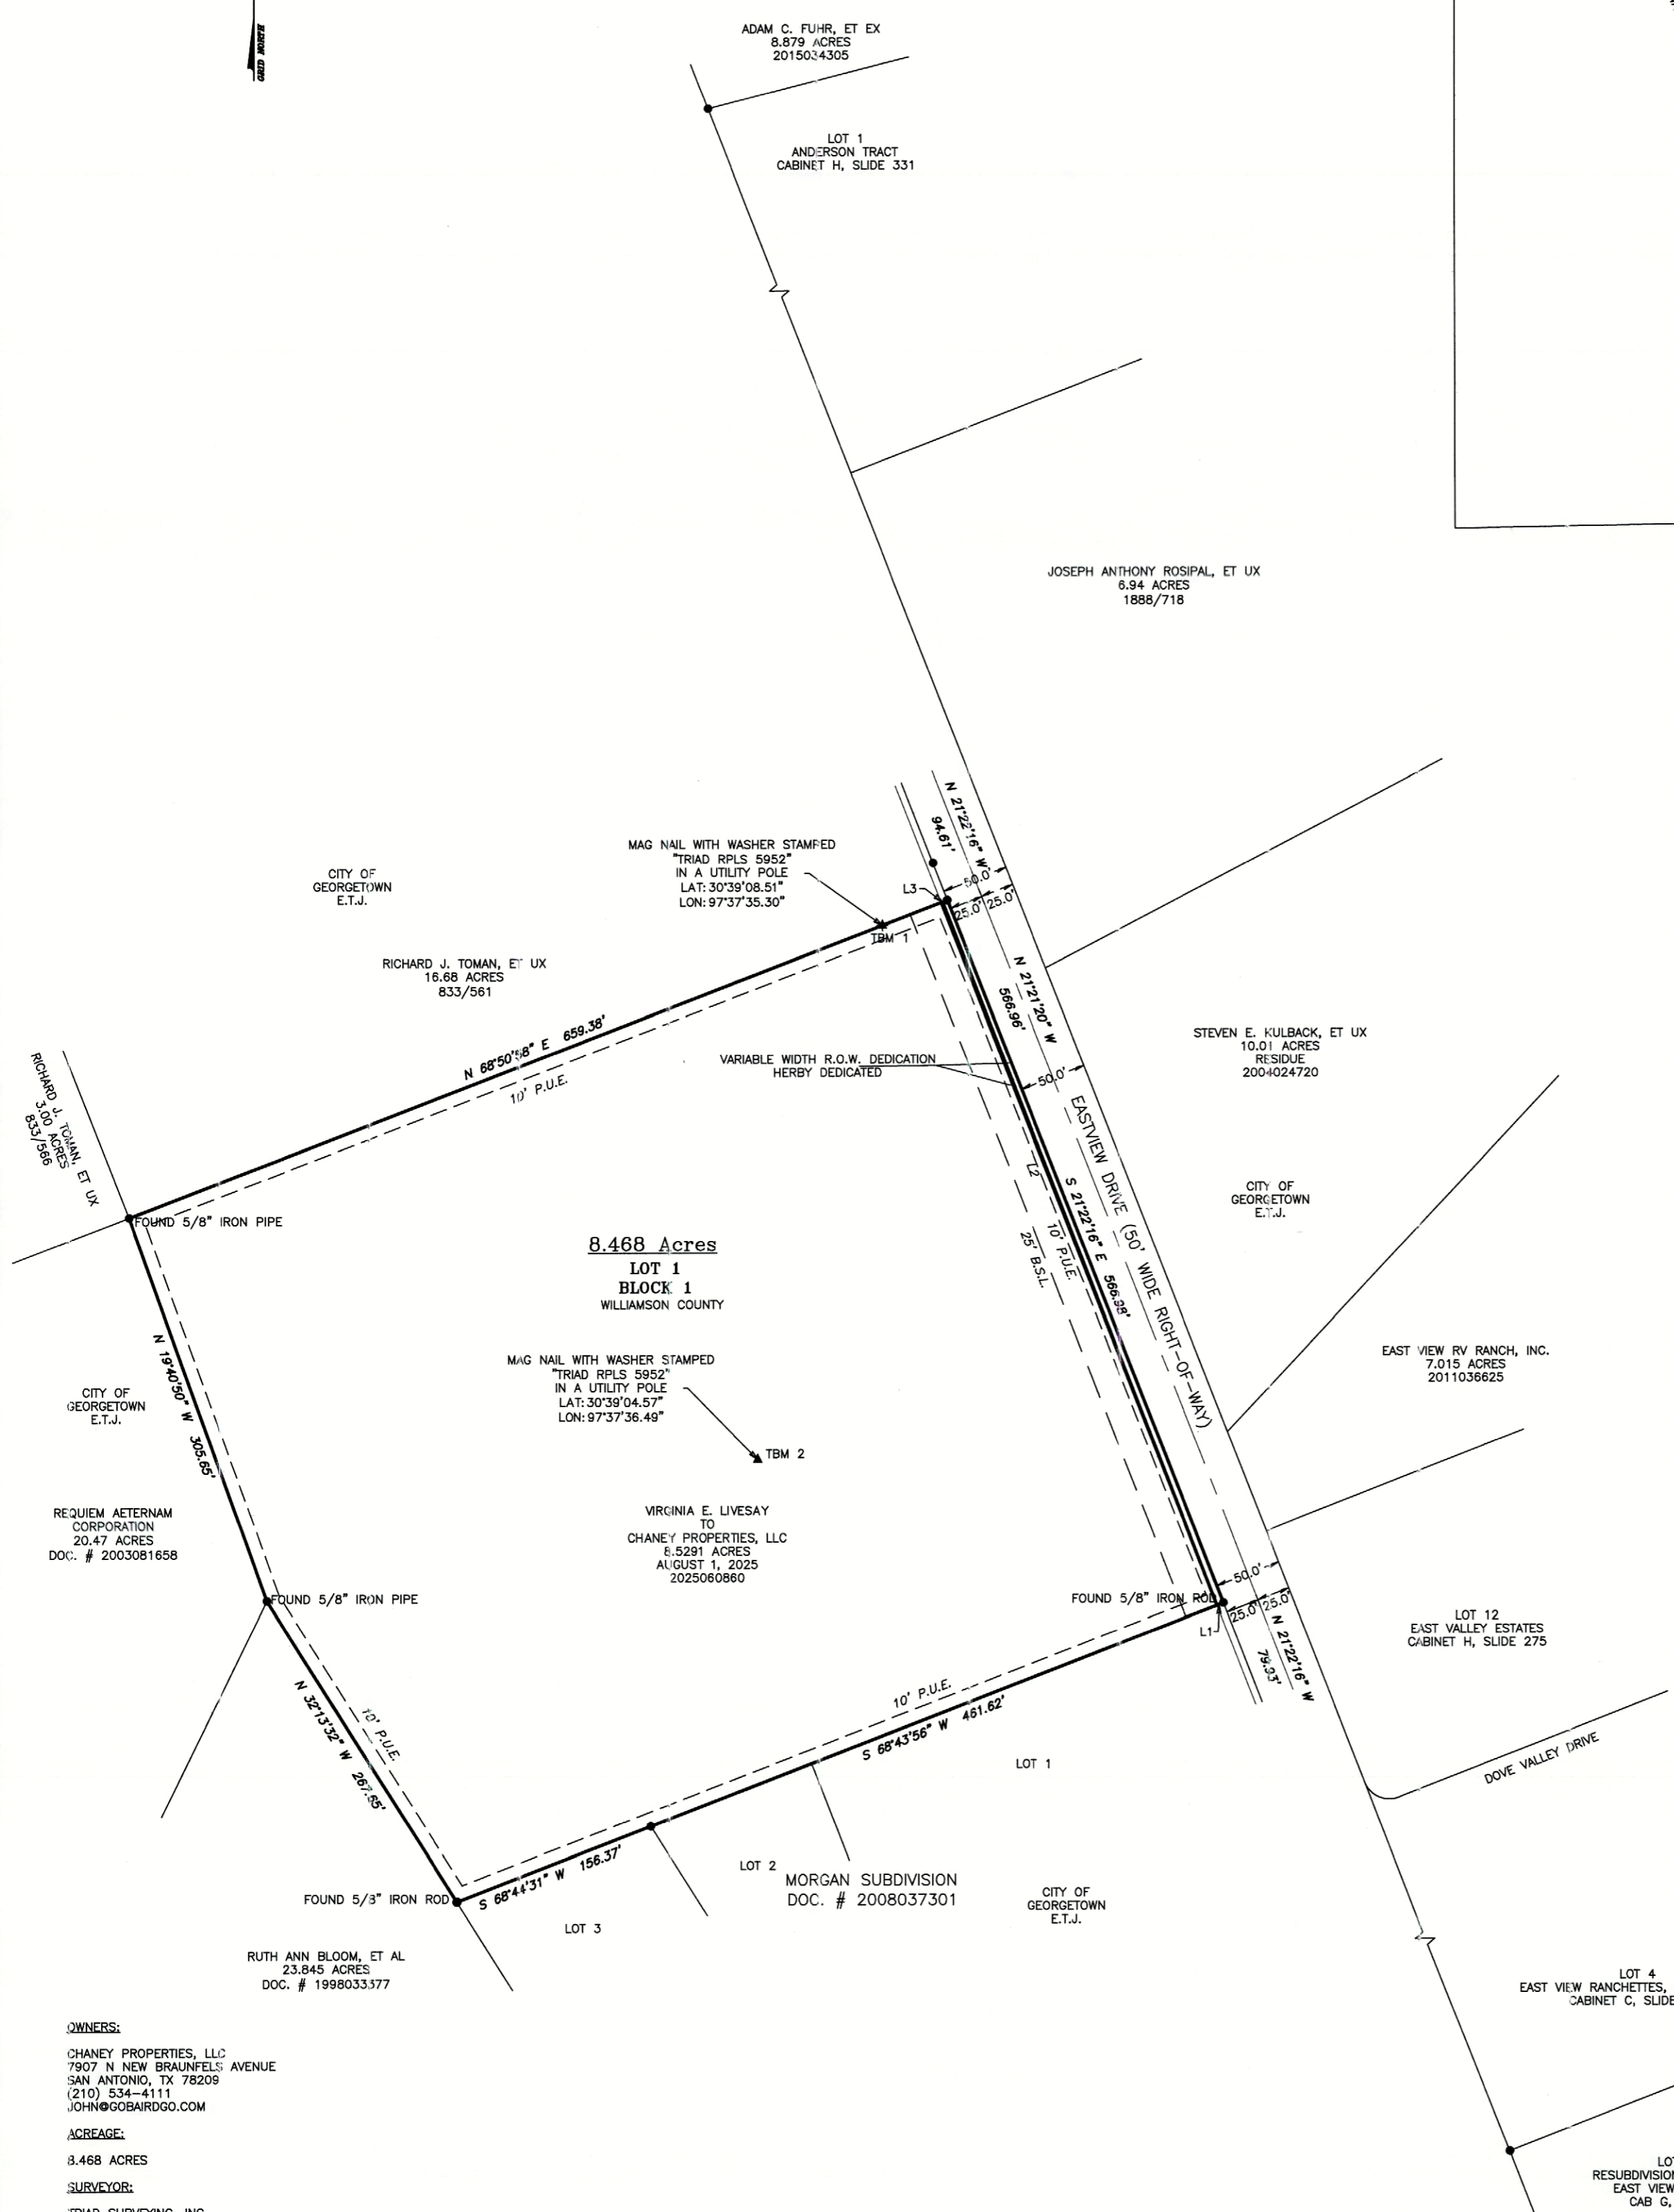 GRID NORTH
ADAM C. FUHR, ET EX
8.879 ACRES
2015034305
LOT 1
ANDERSON TRACT
CABINET H, SLIDE 331
JOSEPH ANTHONY ROSIPAL, ET UX
6.94 ACRES
1888/718
N 21°22'16" W
94.61'
MAG NAIL WITH WASHER STAMPED
"TRIAD RPLS 5952"
IN A UTILITY POLE
LAT: 30°39'08.51"
LON: 97°37'35.30"
CITY OF
GEORGETOWN
E.T.J.
L3
50.0'
25.0'
25.0'
TBM 1
RICHARD J. TOMAN, ET UX
16.68 ACRES
833/561
N 21°21'20" W
566.96'
N 68°50'58" E 659.38'
10' P.U.E.
VARIABLE WIDTH R.O.W. DEDICATION
HERBY DEDICATED
50.0'
STEVEN E. KULBACK, ET UX
10.01 ACRES
RESIDUE
2004024720
RICHARD J. TOMAN, ET UX
3.00 ACRES
833/566
EASTVIEW DRIVE (50' WIDE RIGHT-OF-WAY)
L2
S 21°22'16" E 566.98'
10' P.U.E.
25' B.S.L.
CITY OF
GEORGETOWN
E.T.J.
FOUND 5/8" IRON PIPE
8.468 Acres
LOT 1
BLOCK 1
WILLIAMSON COUNTY
N 19°40'50" W 305.65'
MAG NAIL WITH WASHER STAMPED
"TRIAD RPLS 5952"
IN A UTILITY POLE
LAT: 30°39'04.57"
LON: 97°37'36.49"
TBM 2
EAST VIEW RV RANCH, INC.
7.015 ACRES
2011036625
CITY OF
GEORGETOWN
E.T.J.
REQUIEM AETERNAM
CORPORATION
20.47 ACRES
DOC. # 2003081658
VIRGINIA E. LIVESAY
TO
CHANEY PROPERTIES, LLC
8.5291 ACRES
AUGUST 1, 2025
2025060860
FOUND 5/8" IRON PIPE
FOUND 5/8" IRON ROD
50.0'
25.0'
25.0'
L1
N 21°22'16" W
79.93'
LOT 12
EAST VALLEY ESTATES
CABINET H, SLIDE 275
N 32°13'32" W 267.65'
10' P.U.E.
10' P.U.E.
S 68°43'56" W 461.62'
LOT 1
DOVE VALLEY DRIVE
S 68°44'31" W 156.37'
LOT 2
MORGAN SUBDIVISION
DOC. # 2008037301
CITY OF
GEORGETOWN
E.T.J.
FOUND 5/8" IRON ROD
LOT 3
RUTH ANN BLOOM, ET AL
23.845 ACRES
DOC. # 1998033377
LOT 4
EAST VIEW RANCHETTES,
CABINET C, SLIDE
OWNERS:
CHANEY PROPERTIES, LLC
7907 N NEW BRAUNFELS AVENUE
SAN ANTONIO, TX 78209
(210) 534-4111
JOHN@GOBAIRDGO.COM
ACREAGE:
8.468 ACRES
SURVEYOR:
TRIAD SURVEYING, INC.
RESUBDIVISION
EAST VIEW
CAB G,